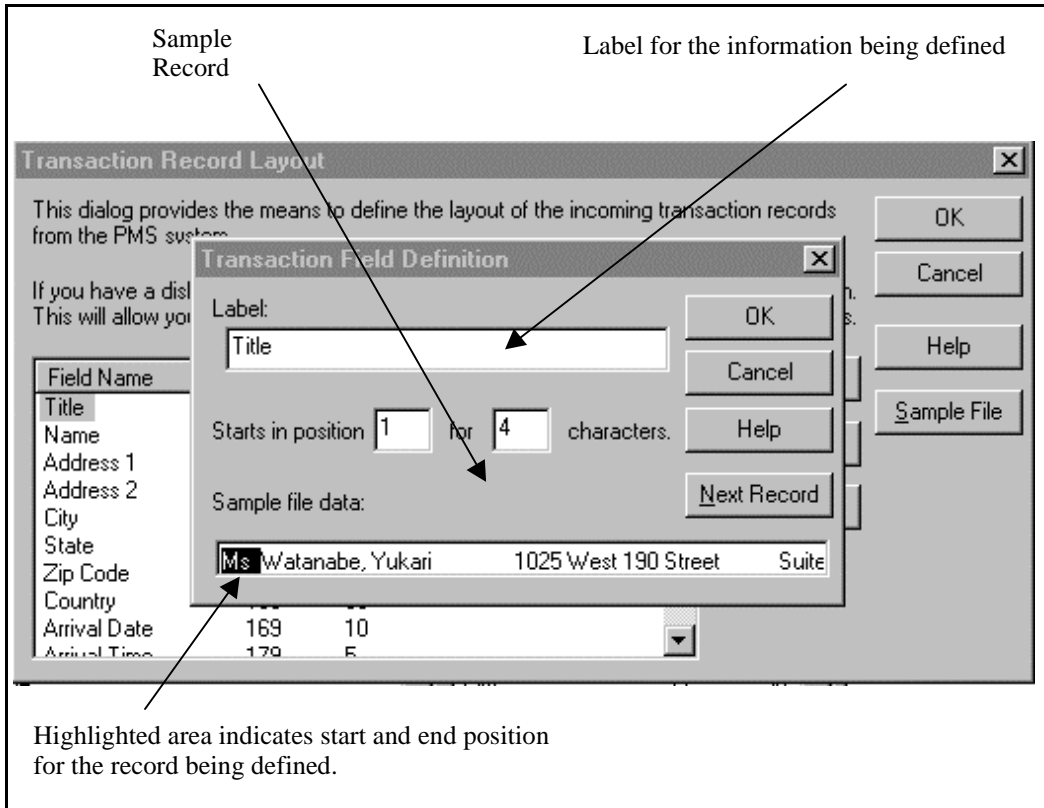 Sample
Record
Label for the information being defined
Transaction Record Layout
This dialog provides the means to define the layout of the incoming transaction records
from the PMS system
OK
Cancel
Help
Sample File
If you have a disk
n.
This will allow you
s.
Field Name
Title
Name
Address 1
Address 2
City
State
Zip Code
Country
Arrival Date 169 10
Arrival Time 179 5
Transaction Field Definition
Label:
Title
OK
Cancel
Help
Next Record
Starts in position 1 for 4 characters.
Sample file data:
Ms Watanabe, Yukari 1025 West 190 Street Suite
Highlighted area indicates start and end position
for the record being defined.